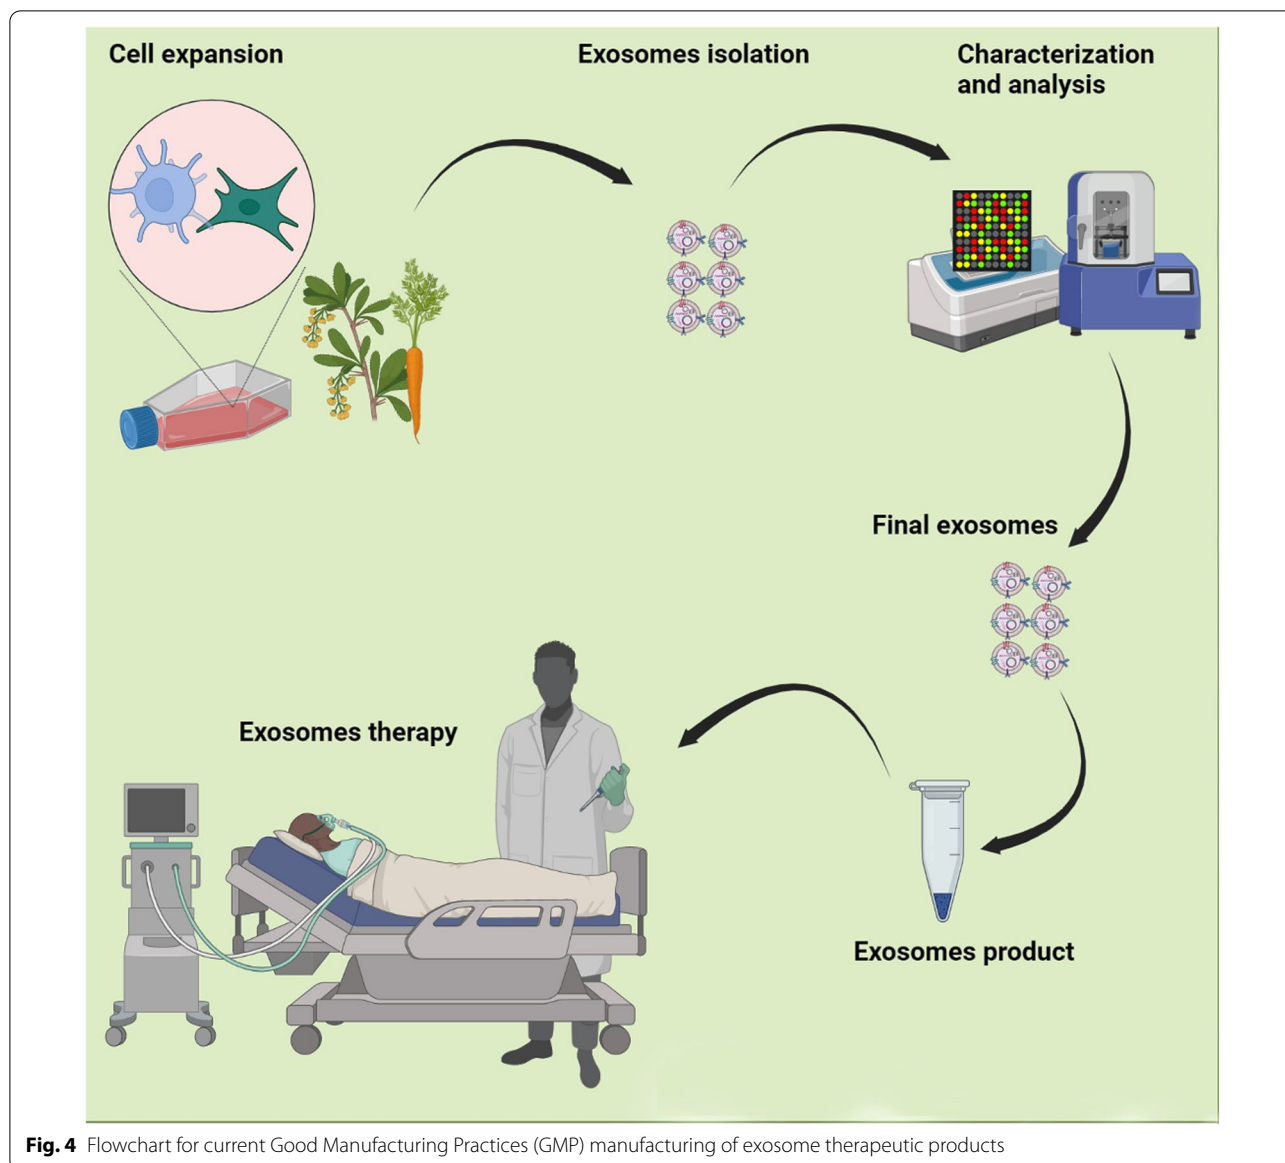 Cell expansion
Exosomes isolation
Characterization
and analysis
Final exosomes
Exosomes therapy
Exosomes product
Fig. 4 Flowchart for current Good Manufacturing Practices (GMP) manufacturing of exosome therapeutic products